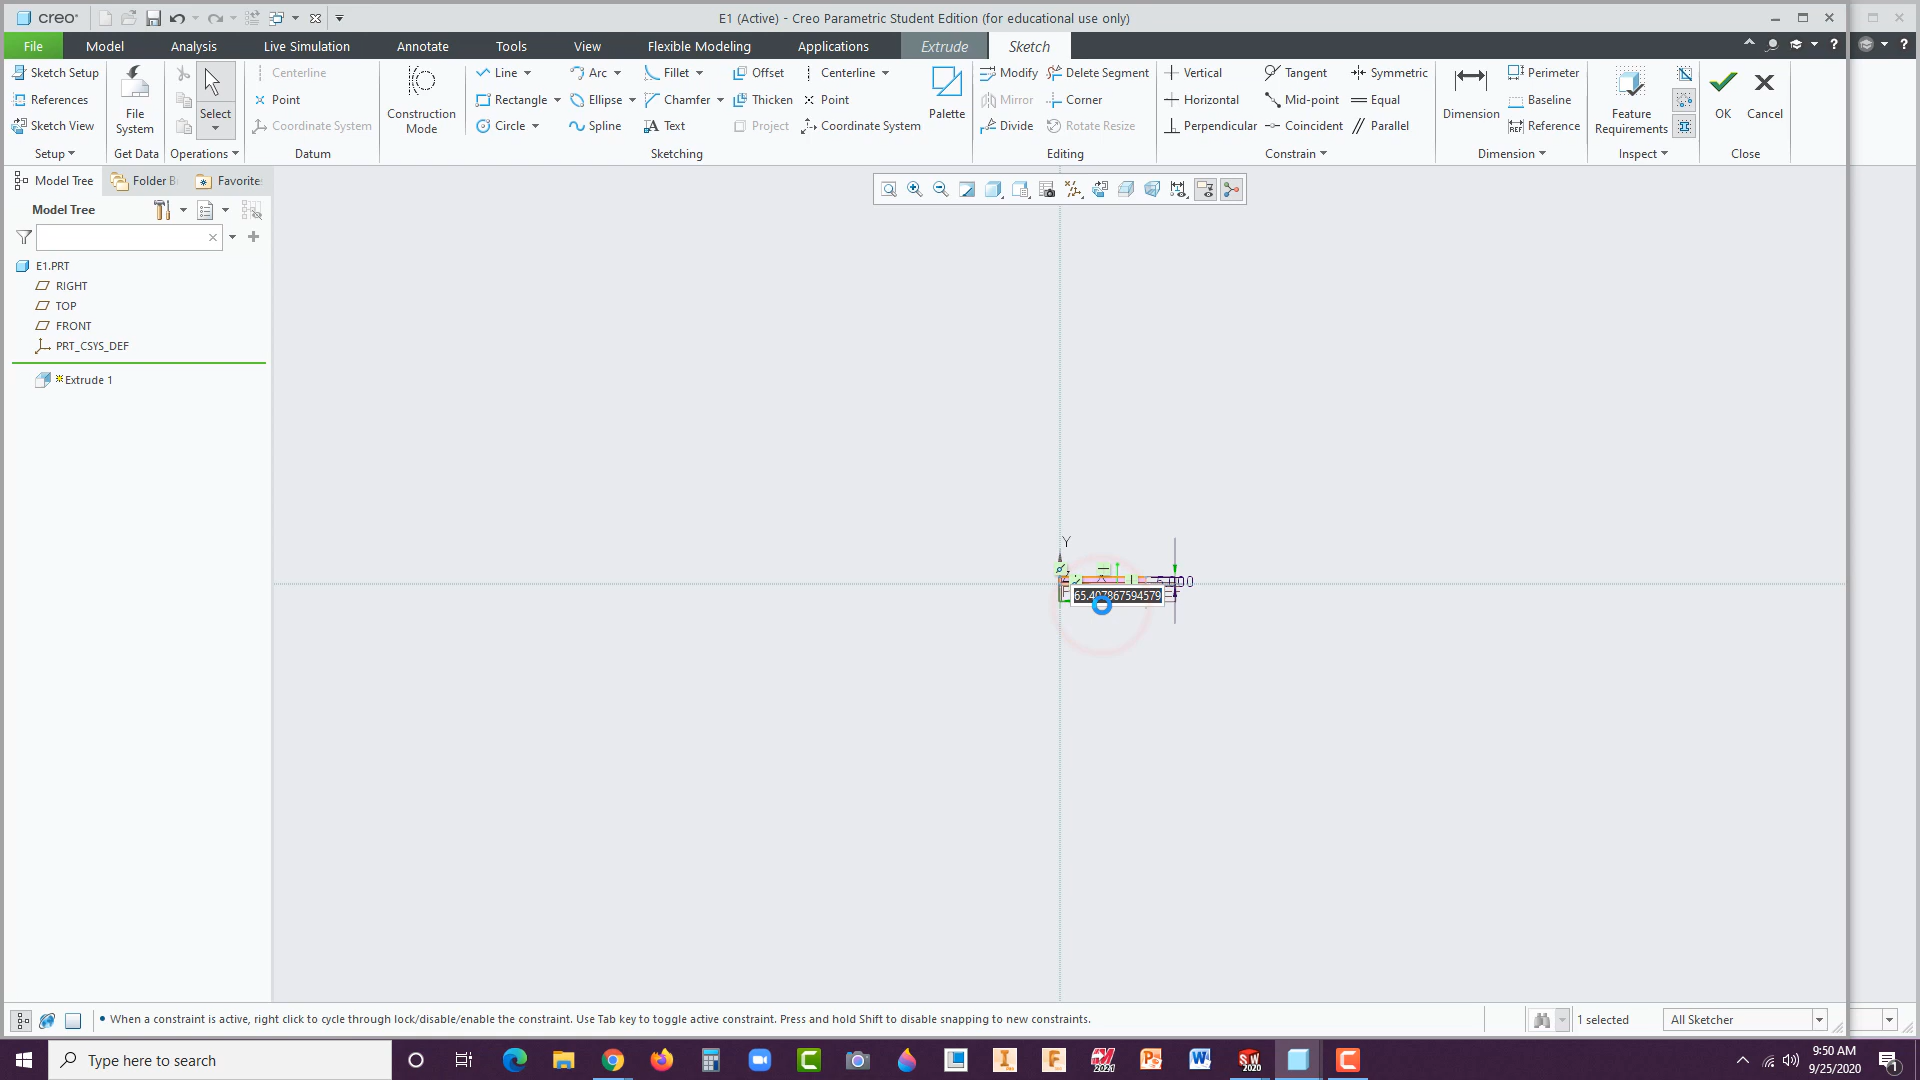 creo®
E1 (Active) - Creo Parametric Student Edition (for educational use only)
File Model Analysis Live Simulation Annotate Tools View Flexible Modeling Applications Extrude Sketch
Sketch Setup
References
Sketch View
Setup
File System
Get Data
Select
Operations
Centerline
Point
Coordinate System
Datum
Construction Mode
Line Arc Fillet Offset Centerline
Rectangle Ellipse Chamfer Thicken Point
Circle Spline Text Project Coordinate System
Palette
Sketching
Modify Delete Segment
Mirror Corner
Divide Rotate Resize
Editing
Vertical Tangent Symmetric
Horizontal Mid-point Equal
Perpendicular Coincident Parallel
Constrain
Dimension
Perimeter
Baseline
REF Reference
Dimension
Feature Requirements
Inspect
OK Cancel
Close
Model Tree Folder B Favorite
Model Tree
E1.PRT
RIGHT
TOP
FRONT
PRT_CSYS_DEF
Extrude 1
Y
• When a constraint is active, right click to cycle through lock/disable/enable the constraint. Use Tab key to toggle active constraint. Press and hold Shift to disable snapping to new constraints.
1 selected
All Sketcher
Type here to search
9:50 AM
9/25/2020